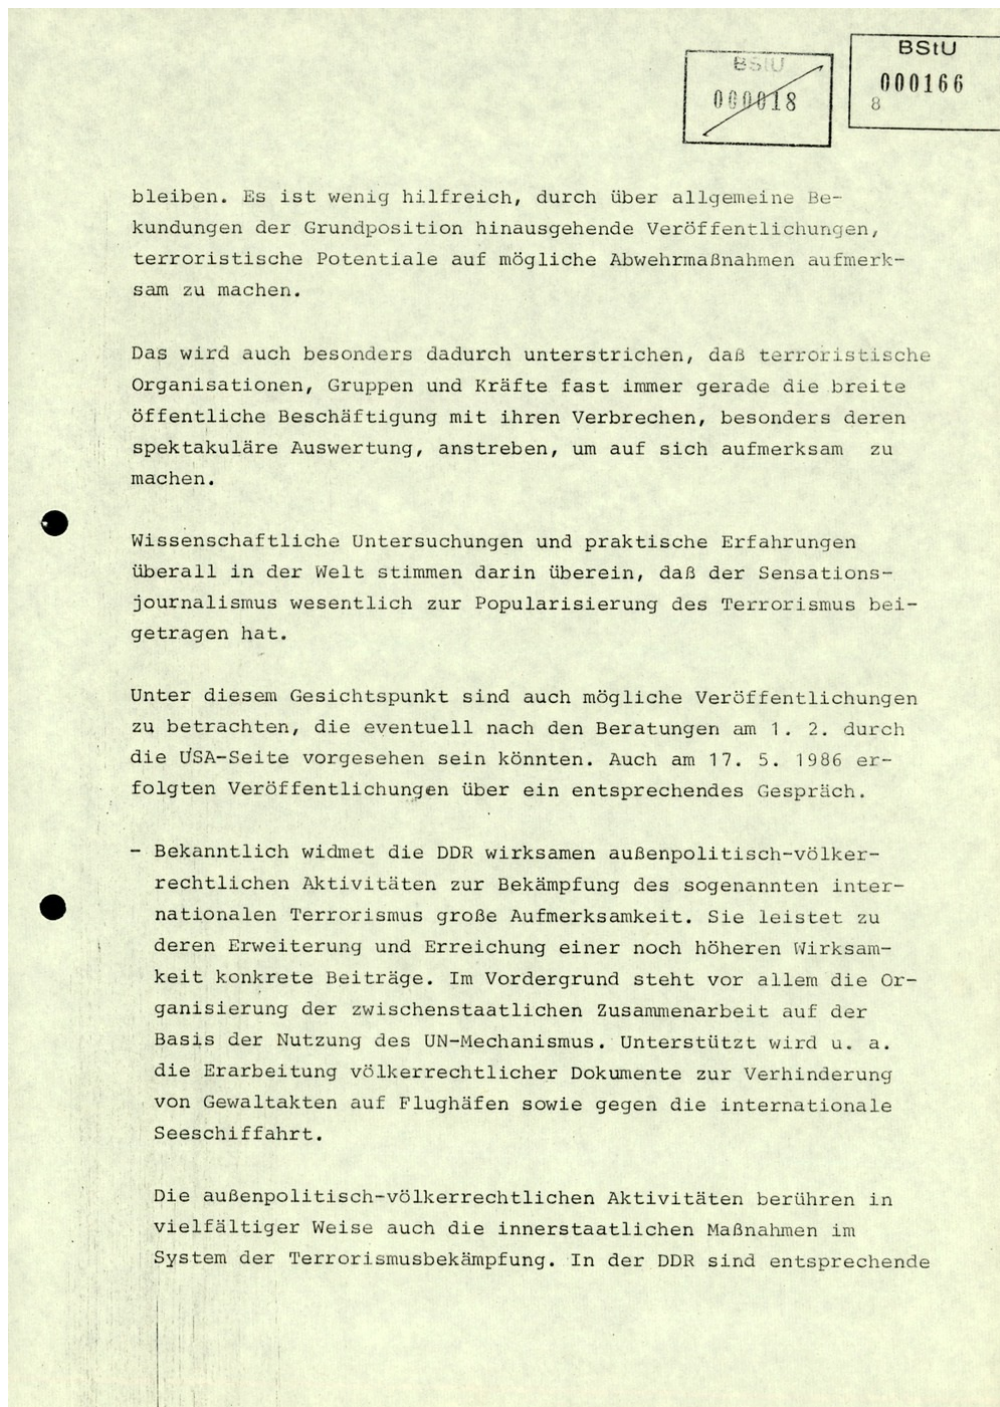 BStU
000018
BStU
000166
8
bleiben. Es ist wenig hilfreich, durch über allgemeine Be-
kundungen der Grundposition hinausgehende Veröffentlichungen,
terroristische Potentiale auf mögliche Abwehrmaßnahmen aufmerk-
sam zu machen.
Das wird auch besonders dadurch unterstrichen, daß terroristische
Organisationen, Gruppen und Kräfte fast immer gerade die breite
öffentliche Beschäftigung mit ihren Verbrechen, besonders deren
spektakuläre Auswertung, anstreben, um auf sich aufmerksam zu
machen.
Wissenschaftliche Untersuchungen und praktische Erfahrungen
überall in der Welt stimmen darin überein, daß der Sensations-
journalismus wesentlich zur Popularisierung des Terrorismus bei-
getragen hat.
Unter diesem Gesichtspunkt sind auch mögliche Veröffentlichungen
zu betrachten, die eventuell nach den Beratungen am 1. 2. durch
die USA-Seite vorgesehen sein könnten. Auch am 17. 5. 1986 er-
folgten Veröffentlichungen über ein entsprechendes Gespräch.
- Bekanntlich widmet die DDR wirksamen außenpolitisch-völker-
rechtlichen Aktivitäten zur Bekämpfung des sogenannten inter-
nationalen Terrorismus große Aufmerksamkeit. Sie leistet zu
deren Erweiterung und Erreichung einer noch höheren Wirksam-
keit konkrete Beiträge. Im Vordergrund steht vor allem die Or-
ganisierung der zwischenstaatlichen Zusammenarbeit auf der
Basis der Nutzung des UN-Mechanismus. Unterstützt wird u. a.
die Erarbeitung völkerrechtlicher Dokumente zur Verhinderung
von Gewaltakten auf Flughäfen sowie gegen die internationale
Seeschiffahrt.
Die außenpolitisch-völkerrechtlichen Aktivitäten berühren in
vielfältiger Weise auch die innerstaatlichen Maßnahmen im
System der Terrorismusbekämpfung. In der DDR sind entsprechende